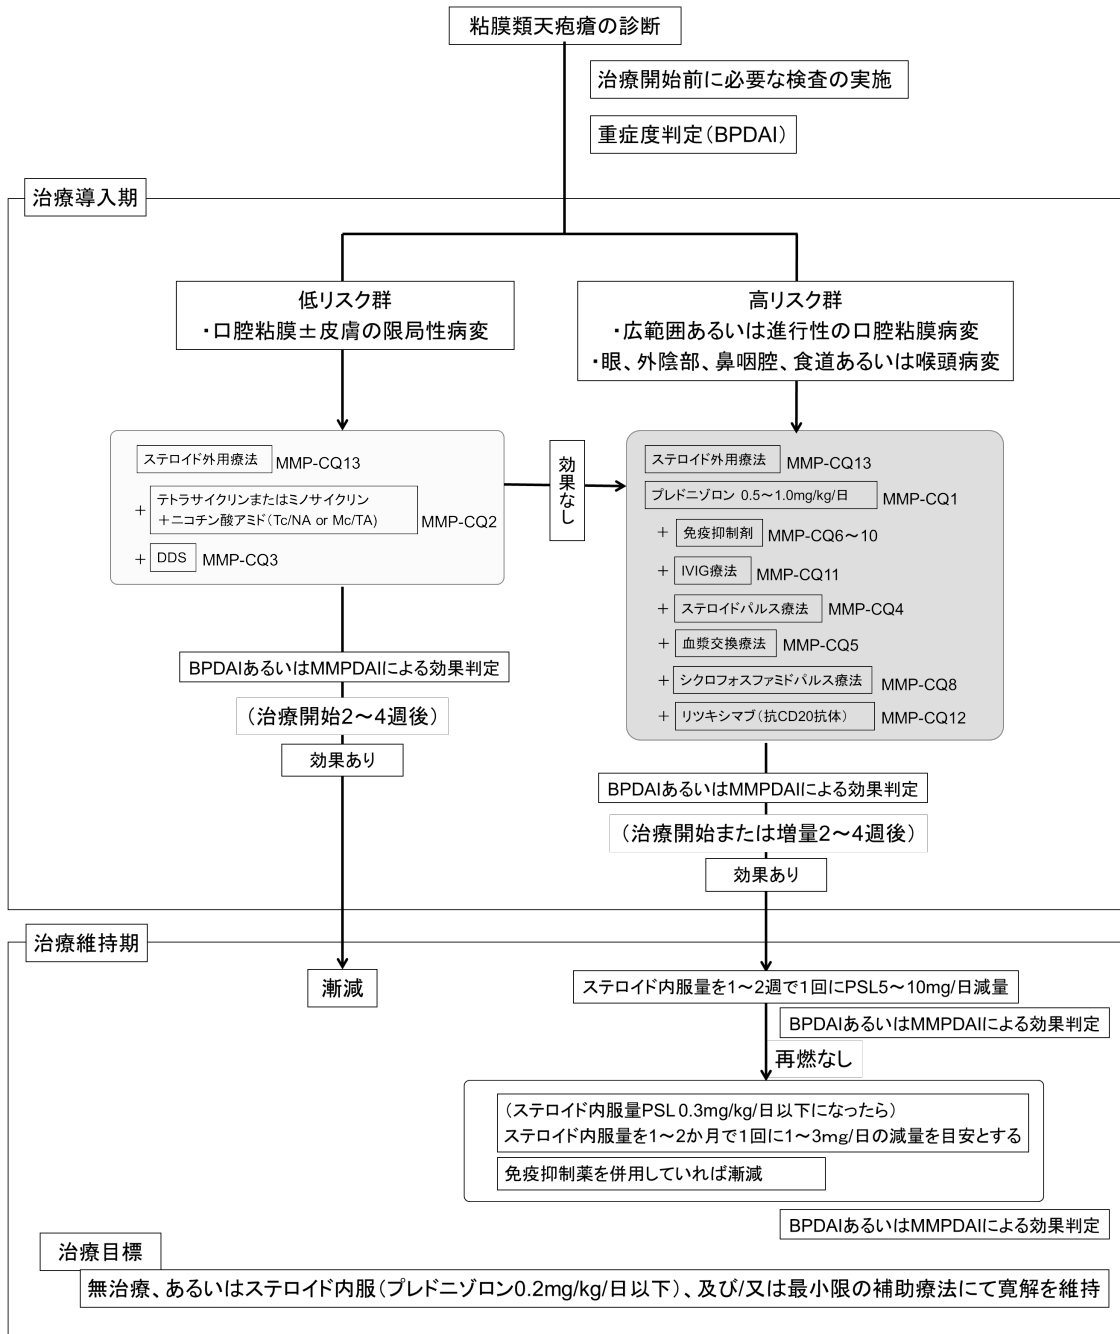 粘膜類天疱瘡の診断
治療開始前に必要な検査の実施
重症度判定（BPDAI）
治療導入期
低リスク群
・口腔粘膜±皮膚の限局性病変
高リスク群
・広範囲あるいは進行性の口腔粘膜病変
・眼、外陰部、鼻咽腔、食道あるいは喉頭病変
ステロイド外用療法 MMP-CQ13
+ テトラサイクリンまたはミノサイクリン
＋ニコチン酸アミド（Tc/NA or Mc/TA) MMP-CQ2
+ DDS MMP-CQ3
効果なし
ステロイド外用療法 MMP-CQ13
プレドニゾロン 0.5～1.0mg/kg/日 MMP-CQ1
+ 免疫抑制剤 MMP-CQ6～10
+ IVIG療法 MMP-CQ11
+ ステロイドパルス療法 MMP-CQ4
+ 血漿交換療法 MMP-CQ5
+ シクロフォスファミドパルス療法 MMP-CQ8
+ リツキシマブ（抗CD20抗体） MMP-CQ12
BPDAIあるいはMMPDAIによる効果判定
（治療開始2～4週後）
効果あり
BPDAIあるいはMMPDAIによる効果判定
（治療開始または増量2～4週後）
効果あり
治療維持期
漸減
ステロイド内服量を1～2週で1回にPSL5～10mg/日減量
BPDAIあるいはMMPDAIによる効果判定
再燃なし
（ステロイド内服量PSL 0.3mg/kg/日以下になったら）
ステロイド内服量を1～2か月で1回に1～3mg/日の減量を目安とする
免疫抑制薬を併用していれば漸減
BPDAIあるいはMMPDAIによる効果判定
治療目標
無治療、あるいはステロイド内服（プレドニゾロン0.2mg/kg/日以下）、及び/又は最小限の補助療法にて寛解を維持